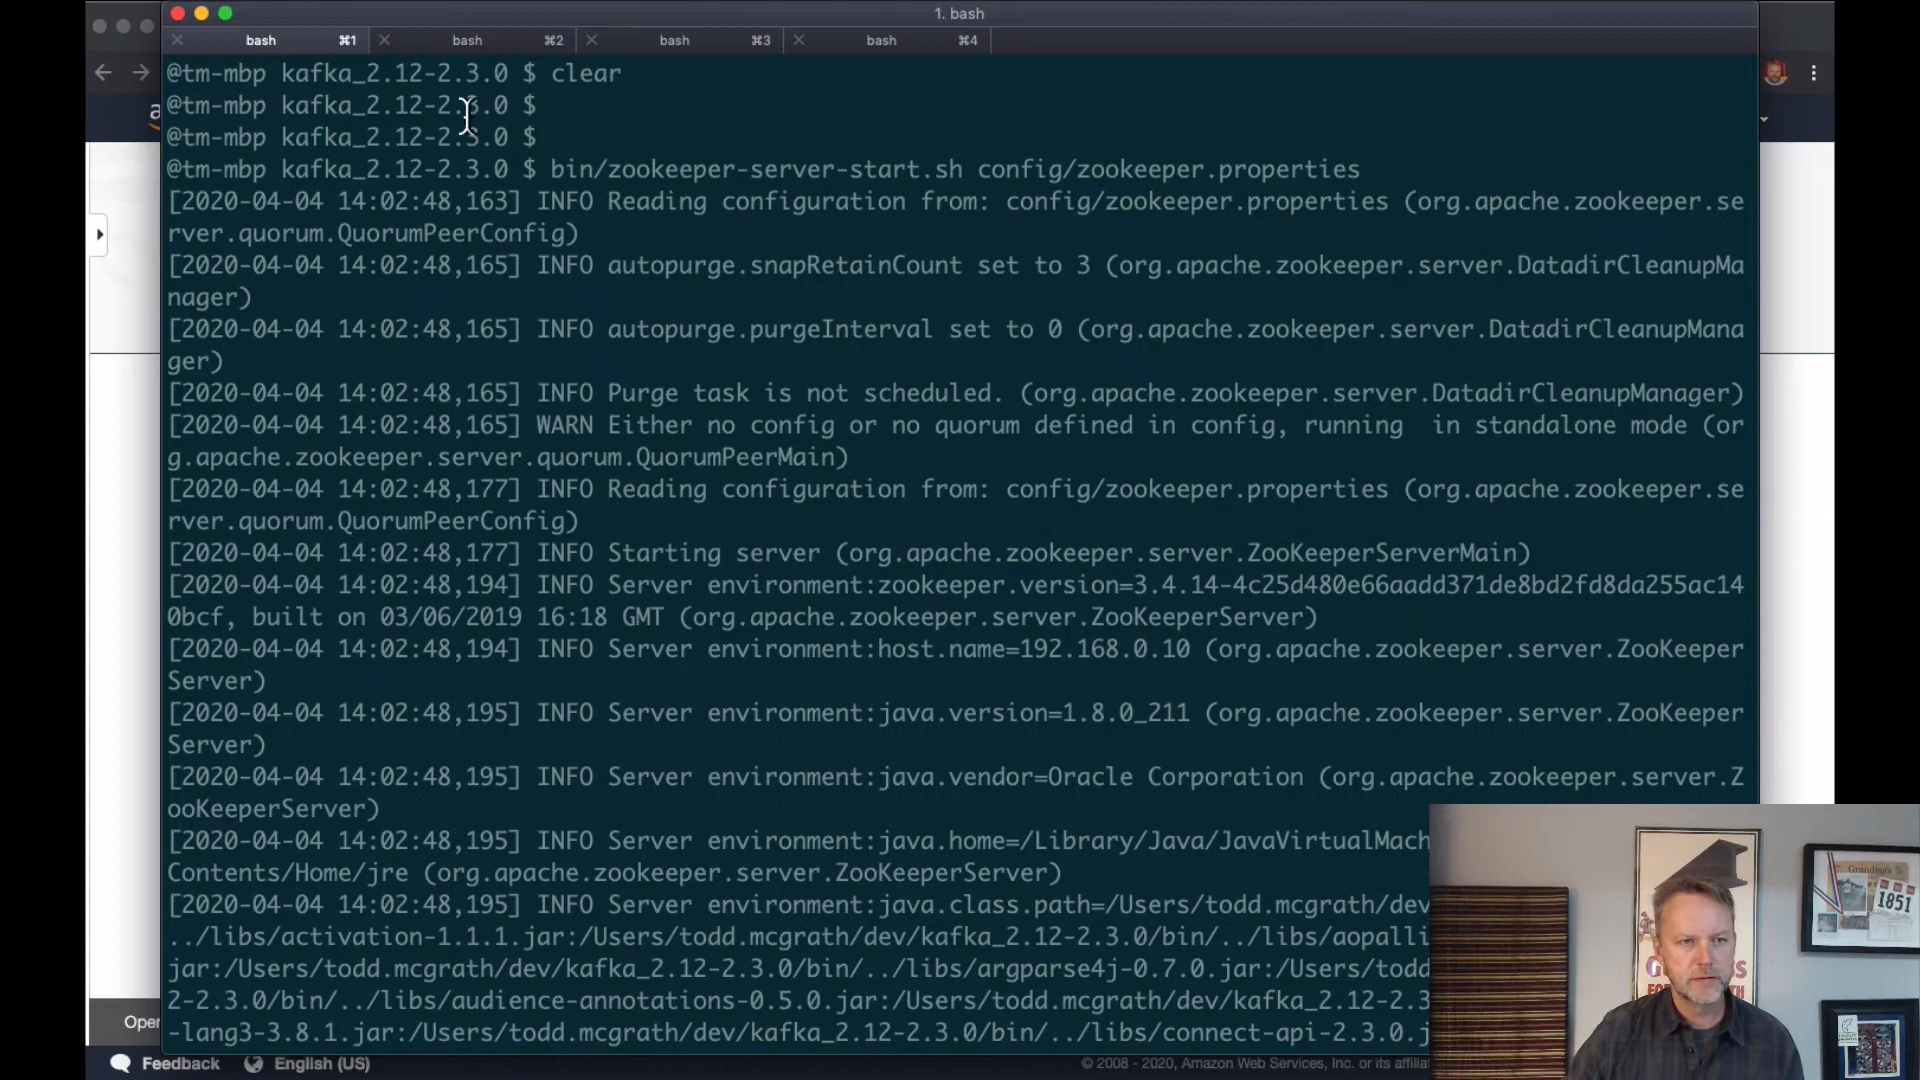 1. bash
bash ⌘1 bash ⌘2 bash ⌘3 bash ⌘4
@tm-mbp kafka_2.12-2.3.0 $ clear
@tm-mbp kafka_2.12-2.3.0 $
@tm-mbp kafka_2.12-2.3.0 $
@tm-mbp kafka_2.12-2.3.0 $ bin/zookeeper-server-start.sh config/zookeeper.properties
[2020-04-04 14:02:48,163] INFO Reading configuration from: config/zookeeper.properties (org.apache.zookeeper.se
rver.quorum.QuorumPeerConfig)
[2020-04-04 14:02:48,165] INFO autopurge.snapRetainCount set to 3 (org.apache.zookeeper.server.DatadirCleanupMa
nager)
[2020-04-04 14:02:48,165] INFO autopurge.purgeInterval set to 0 (org.apache.zookeeper.server.DatadirCleanupMana
ger)
[2020-04-04 14:02:48,165] INFO Purge task is not scheduled. (org.apache.zookeeper.server.DatadirCleanupManager)
[2020-04-04 14:02:48,165] WARN Either no config or no quorum defined in config, running  in standalone mode (or
g.apache.zookeeper.server.quorum.QuorumPeerMain)
[2020-04-04 14:02:48,177] INFO Reading configuration from: config/zookeeper.properties (org.apache.zookeeper.se
rver.quorum.QuorumPeerConfig)
[2020-04-04 14:02:48,177] INFO Starting server (org.apache.zookeeper.server.ZooKeeperServerMain)
[2020-04-04 14:02:48,194] INFO Server environment:zookeeper.version=3.4.14-4c25d480e66aadd371de8bd2fd8da255ac14
0bcf, built on 03/06/2019 16:18 GMT (org.apache.zookeeper.server.ZooKeeperServer)
[2020-04-04 14:02:48,194] INFO Server environment:host.name=192.168.0.10 (org.apache.zookeeper.server.ZooKeeper
Server)
[2020-04-04 14:02:48,195] INFO Server environment:java.version=1.8.0_211 (org.apache.zookeeper.server.ZooKeeper
Server)
[2020-04-04 14:02:48,195] INFO Server environment:java.vendor=Oracle Corporation (org.apache.zookeeper.server.Z
ooKeeperServer)
[2020-04-04 14:02:48,195] INFO Server environment:java.home=/Library/Java/JavaVirtualMach
Contents/Home/jre (org.apache.zookeeper.server.ZooKeeperServer)
[2020-04-04 14:02:48,195] INFO Server environment:java.class.path=/Users/todd.mcgrath/dev
../libs/activation-1.1.1.jar:/Users/todd.mcgrath/dev/kafka_2.12-2.3.0/bin/../libs/aopalli
jar:/Users/todd.mcgrath/dev/kafka_2.12-2.3.0/bin/../libs/argparse4j-0.7.0.jar:/Users/todd
2-2.3.0/bin/../libs/audience-annotations-0.5.0.jar:/Users/todd.mcgrath/dev/kafka_2.12-2.3
-lang3-3.8.1.jar:/Users/todd.mcgrath/dev/kafka_2.12-2.3.0/bin/../libs/connect-api-2.3.0.j
Oper
Feedback English (US) © 2008 - 2020, Amazon Web Services, Inc. or its affilia
1851